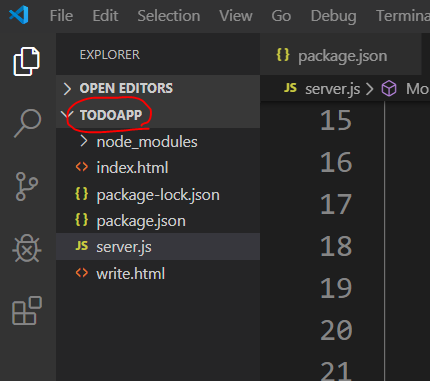 File Edit Selection View Go Debug Termina
EXPLORER
OPEN EDITORS
TODOAPP
node_modules
index.html
{} package-lock.json
{} package.json
JS server.js
<> write.html
{} package.json
JS server.js > Mo
15
16
17
18
19
20
21